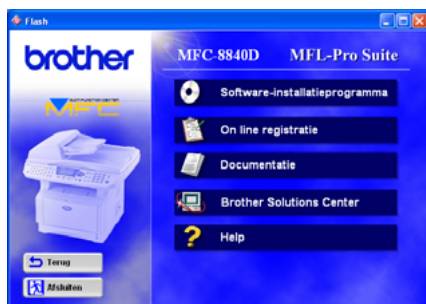 Flash
brother
MFC-8840D MFL-Pro Suite
MFC
Software-installatieprogramma
On line registratie
Documentatie
Brother Solutions Center
Help
Terug
Afsluiten